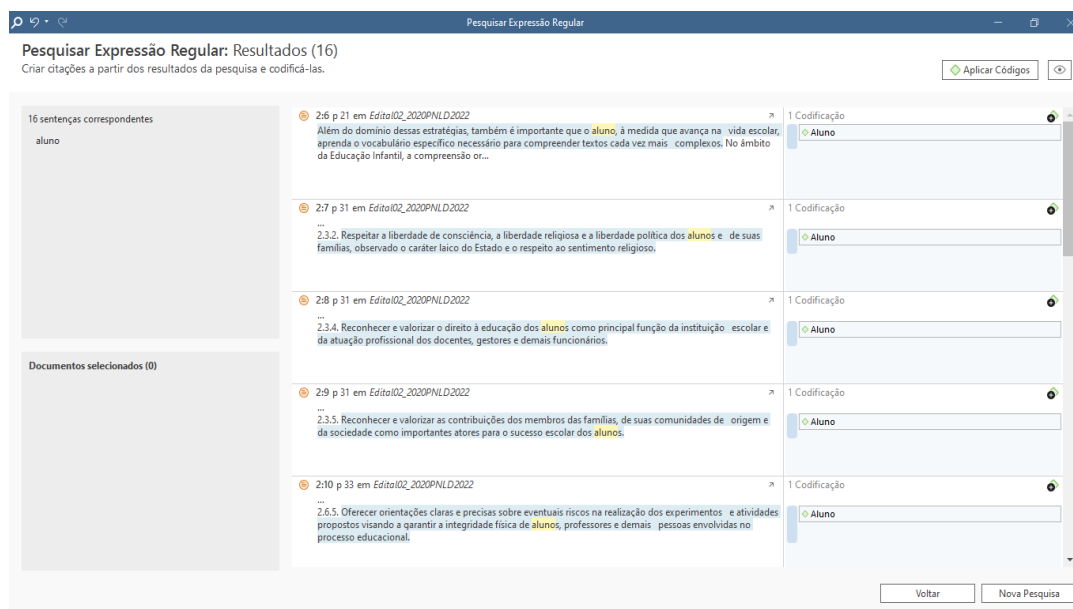 Pesquisar Expressão Regular
Pesquisar Expressão Regular: Resultados (16)
Criar citações a partir dos resultados da pesquisa e codificá-las.
Aplicar Códigos
16 sentenças correspondentes
aluno
Documentos selecionados (0)
2:6 p 21 em Edital02_2020PNLD2022
Além do domínio dessas estratégias, também é importante que o aluno, à medida que avança na vida escolar,
aprenda o vocabulário específico necessário para compreender textos cada vez mais complexos. No âmbito
da Educação Infantil, a compreensão or...
1 Codificação
Aluno
2:7 p 31 em Edital02_2020PNLD2022
...
2.3.2. Respeitar a liberdade de consciência, a liberdade religiosa e a liberdade política dos alunos e de suas
famílias, observado o caráter laico do Estado e o respeito ao sentimento religioso.
1 Codificação
Aluno
2:8 p 31 em Edital02_2020PNLD2022
...
2.3.4. Reconhecer e valorizar o direito à educação dos alunos como principal função da instituição escolar e
da atuação profissional dos docentes, gestores e demais funcionários.
1 Codificação
Aluno
2:9 p 31 em Edital02_2020PNLD2022
...
2.3.5. Reconhecer e valorizar as contribuições dos membros das famílias, de suas comunidades de origem e
da sociedade como importantes atores para o sucesso escolar dos alunos.
1 Codificação
Aluno
2:10 p 33 em Edital02_2020PNLD2022
...
2.6.5. Oferecer orientações claras e precisas sobre eventuais riscos na realização dos experimentos e atividades
propostos visando a garantir a integridade física de alunos, professores e demais pessoas envolvidas no
processo educacional.
1 Codificação
Aluno
Voltar
Nova Pesquisa